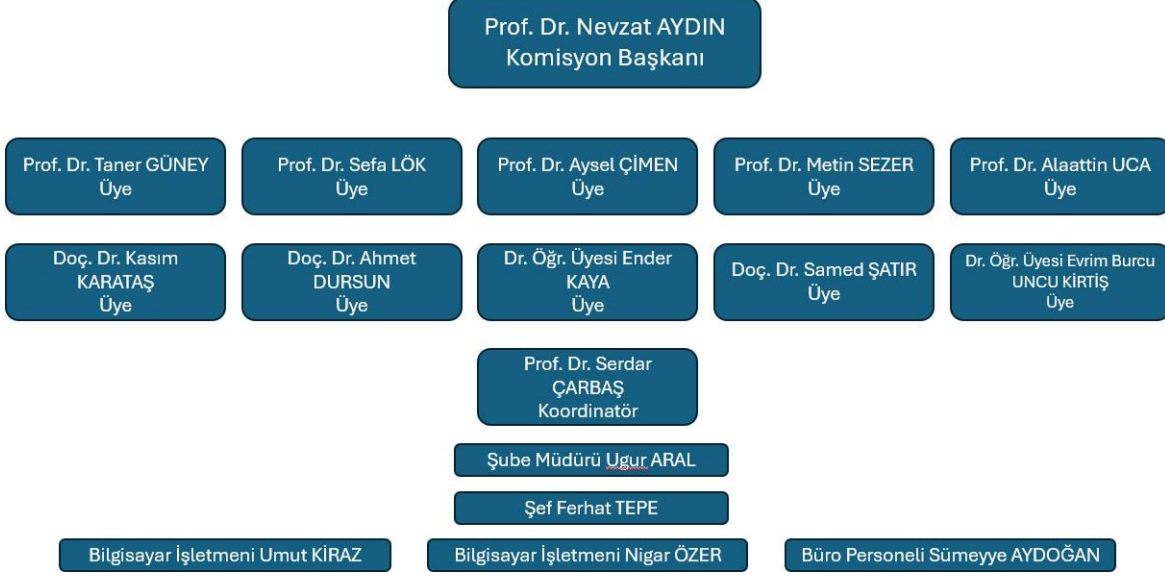 Prof. Dr. Nevzat AYDIN
Komisyon Başkanı
Prof. Dr. Taner GÜNEY
Üye
Prof. Dr. Sefa LÖK
Üye
Prof. Dr. Aysel ÇİMEN
Üye
Prof. Dr. Metin SEZER
Üye
Prof. Dr. Alaattin UCA
Üye
Doç. Dr. Kasım
KARATAŞ
Üye
Doç. Dr. Ahmet
DURSUN
Üye
Dr. Öğr. Üyesi Ender
KAYA
Üye
Doç. Dr. Samed ŞATIR
Üye
Dr. Öğr. Üyesi Evrim Burcu
UNCU KİRTİŞ
Üye
Prof. Dr. Serdar
ÇARBAŞ
Koordinatör
Şube Müdürü Ugur ARAL
Şef Ferhat TEPE
Bilgisayar İşletmeni Umut KİRAZ
Bilgisayar İşletmeni Nigar ÖZER
Büro Personeli Sümeyye AYDOĞAN